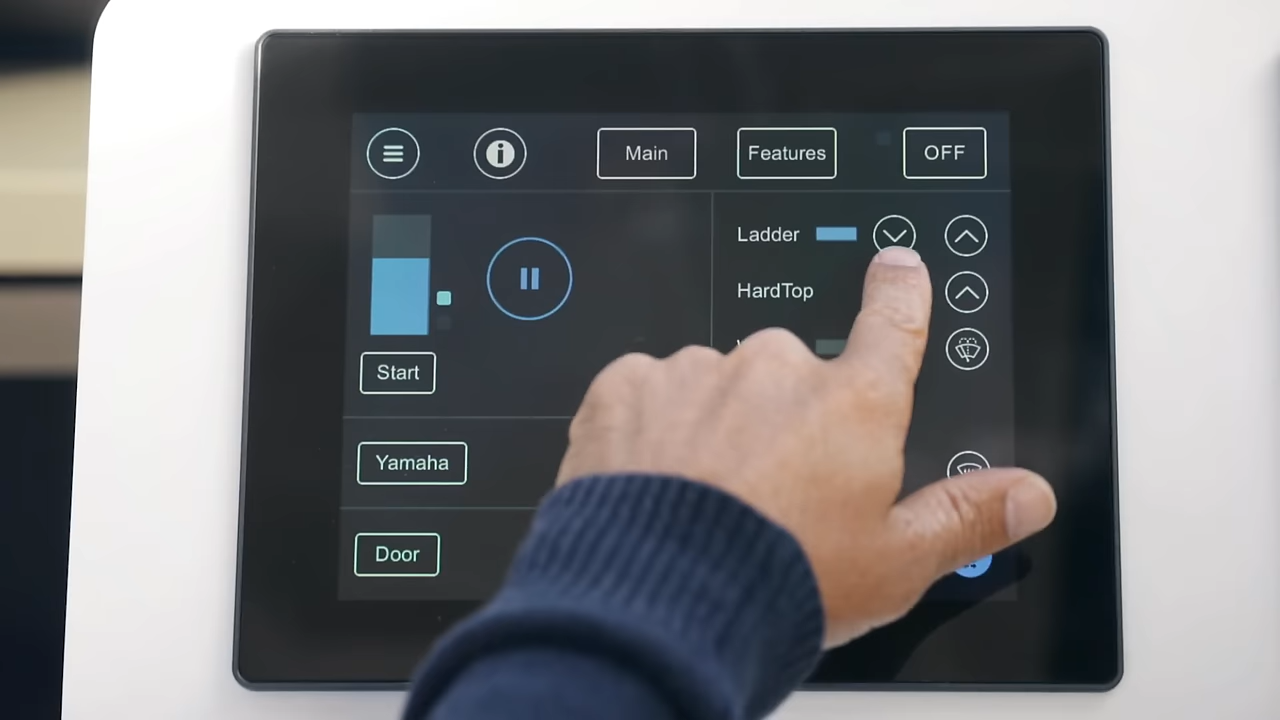 Main
Features
OFF
Ladder
HardTop
Start
Yamaha
Door